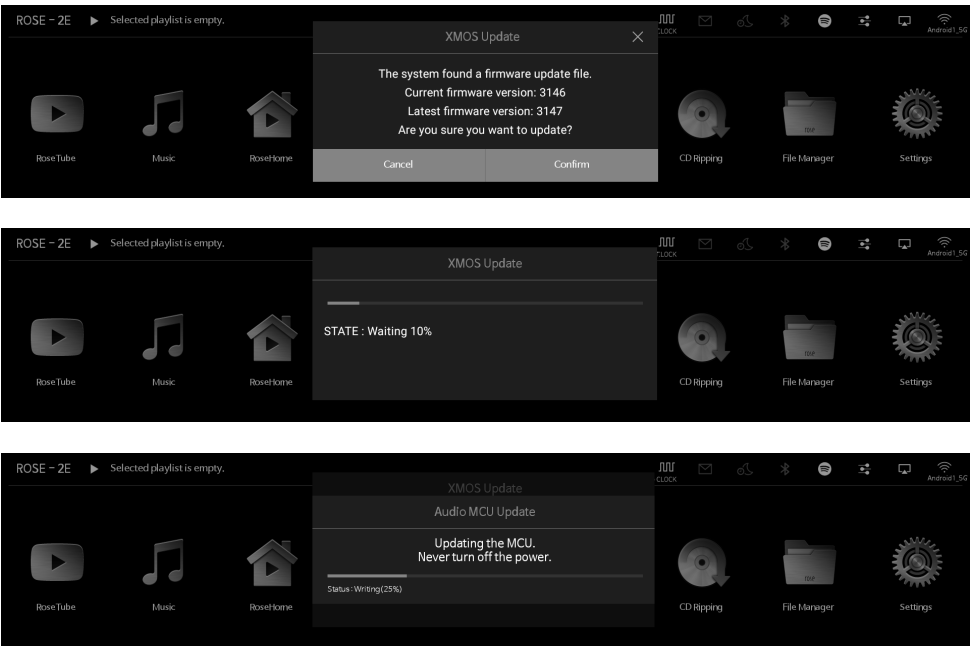 ROSE - 2E ▶ Selected playlist is empty.
CLOCK
Android1_5G
XMOS Update
The system found a firmware update file.
Current firmware version: 3146
Latest firmware version: 3147
Are you sure you want to update?
Cancel Confirm
RoseTube Music RoseHome CD Ripping File Manager Settings
ROSE - 2E ▶ Selected playlist is empty.
CLOCK
Android1_5G
XMOS Update
STATE : Waiting 10%
RoseTube Music RoseHome CD Ripping File Manager Settings
ROSE - 2E ▶ Selected playlist is empty.
CLOCK
Android1_5G
XMOS Update
Audio MCU Update
Updating the MCU.
Never turn off the power.
Status : Writing(25%)
RoseTube Music RoseHome CD Ripping File Manager Settings